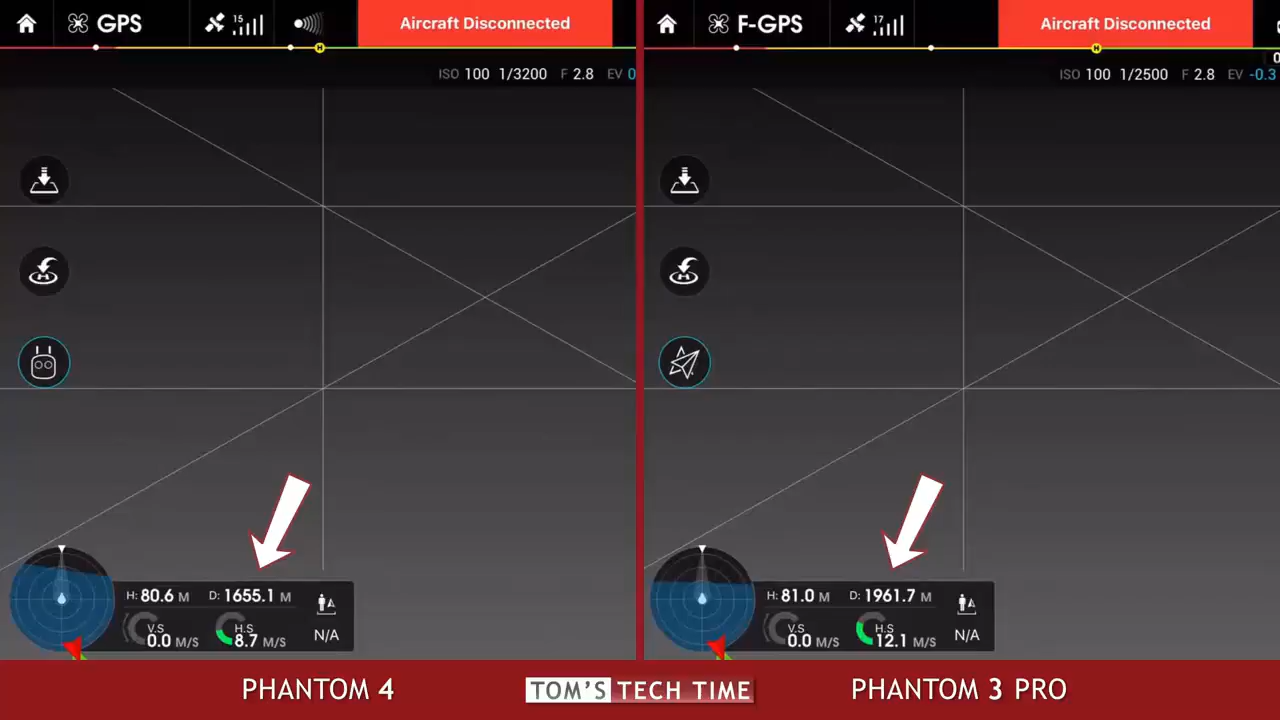 GPS 15 Aircraft Disconnected
H
ISO 100 1/3200 F 2.8 EV 0
H: 80.6 M D: 1655.1 M
V.S 0.0 M/S H.S 8.7 M/S N/A
PHANTOM 4
F-GPS 17 Aircraft Disconnected
H
0
ISO 100 1/2500 F 2.8 EV -0.3
H: 81.0 M D: 1961.7 M
V.S 0.0 M/S H.S 12.1 M/S N/A
TOM'S TECH TIME
PHANTOM 3 PRO